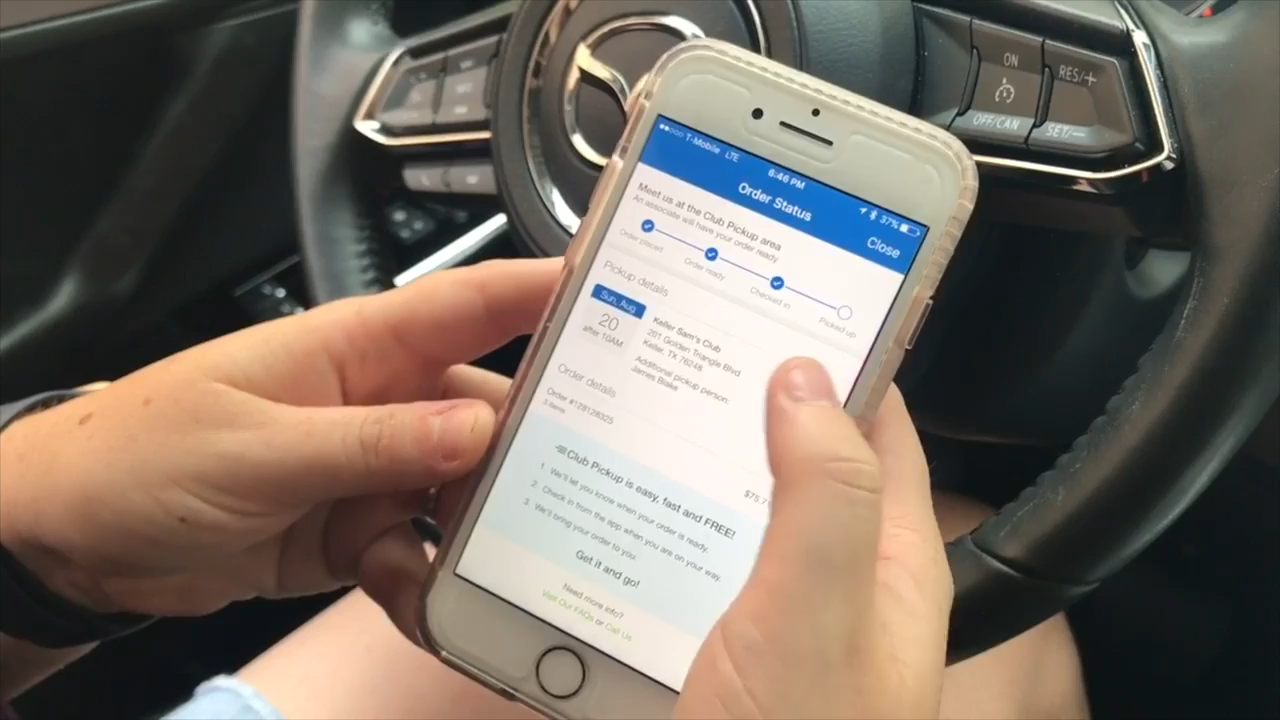 ON
OFF/CAN
RES/+
SET/—
T-Mobile LTE
6:46 PM
37%
Order Status
Close
Meet us at the Club Pickup area
An associate will have your order ready
Order placed
Order ready
Checked in
Picked up
Pickup details
Sun, Aug
20
after 10AM
Keller Sam's Club
201 Golden Triangle Blvd
Keller, TX 76248
Additional pickup person:
James Blake
Order details
Order #128128325
3 items
$75.7
Club Pickup is easy, fast and FREE!
1. We'll let you know when your order is ready.
2. Check in from the app when you are on your way.
3. We'll bring your order to you.
Get it and go!
Need more info?
Visit Our FAQs or Call Us